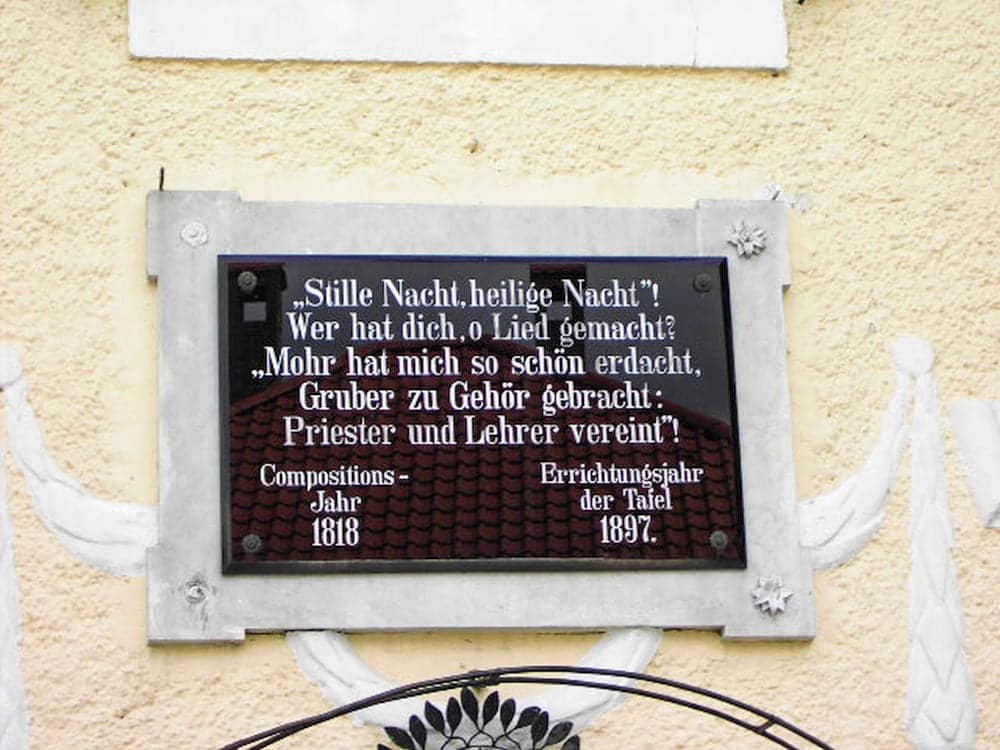 „Stille Nacht, heilige Nacht”!
Wer hat dich, o Lied gemacht?
„Mohr hat mich so schön erdacht,
Gruber zu Gehör gebracht:
Priester und Lehrer vereint”!
Compositions-
Jahr
1818
Errichtungsjahr
der Tafel
1897.